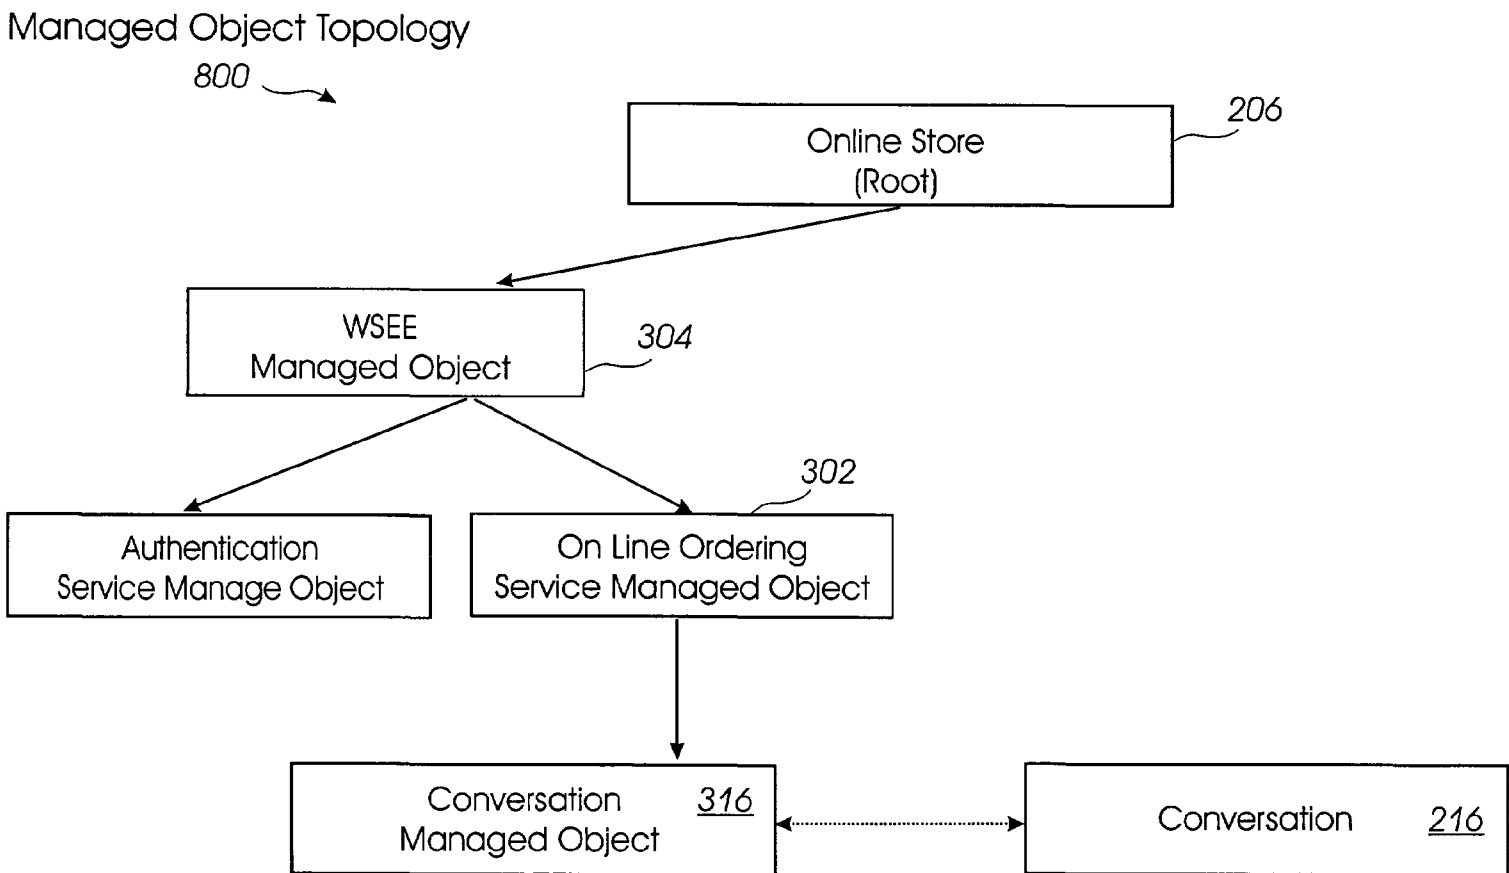 Managed Object Topology
800
206
Online Store
(Root)
WSEE
Managed Object
304
302
Authentication
Service Manage Object
On Line Ordering
Service Managed Object
Conversation 316
Managed Object
Conversation 216